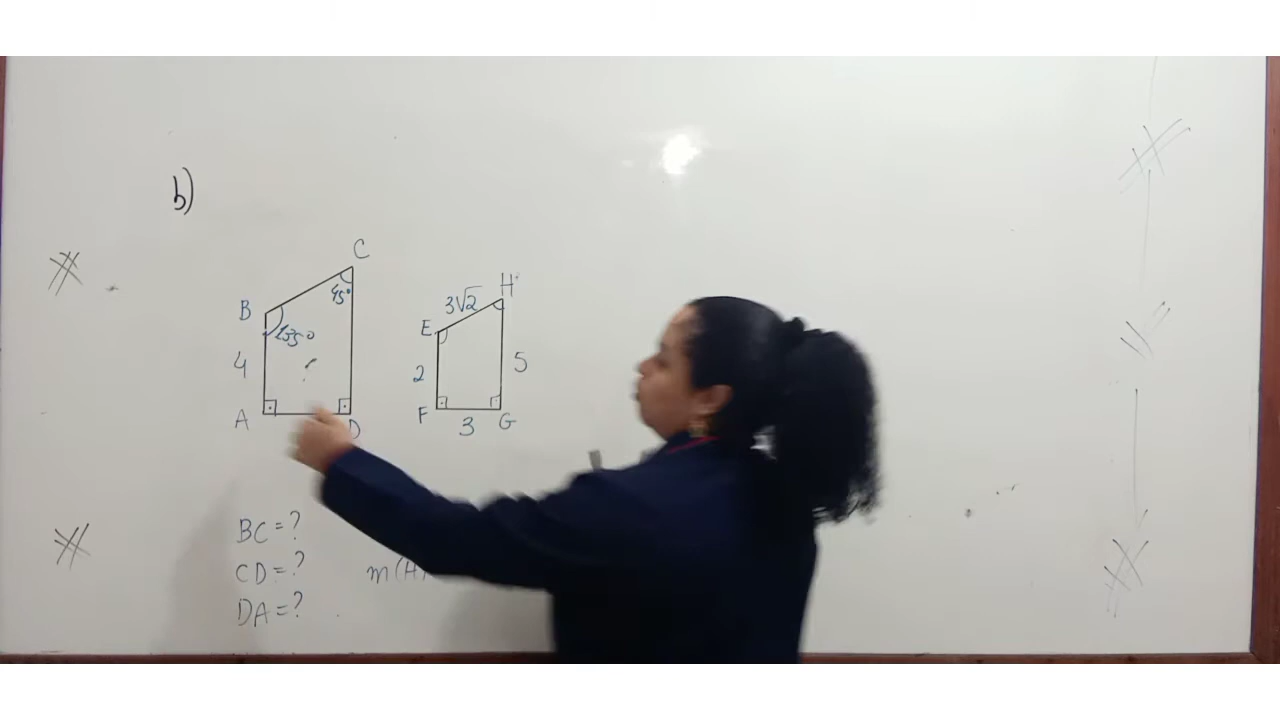 b)
C
B
45°
135°
4
A
D
H
3√2
E
2
5
F
G
3
BC = ?
CD = ?
m(H)
DA = ?